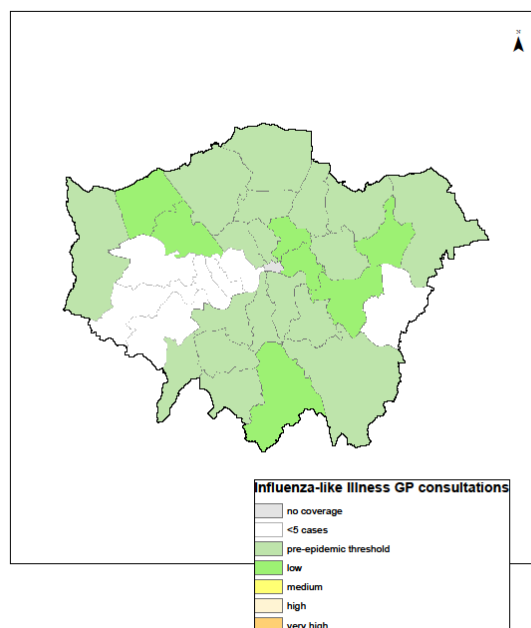 N
Influenza-like Illness GP consultations
no coverage
<5 cases
pre-epidemic threshold
low
medium
high
very high